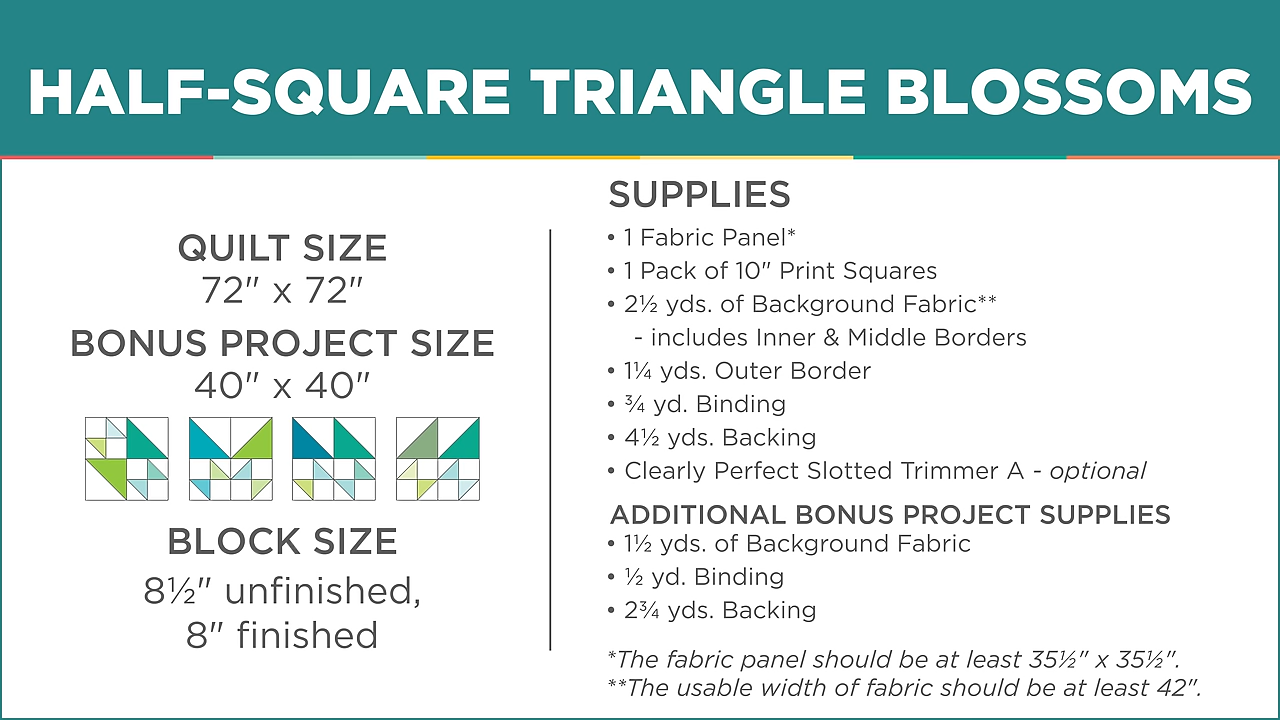 HALF-SQUARE TRIANGLE BLOSSOMS
QUILT SIZE
72" x 72"
BONUS PROJECT SIZE
40" x 40"
BLOCK SIZE
8½" unfinished,
8" finished
SUPPLIES
• 1 Fabric Panel*
• 1 Pack of 10" Print Squares
• 2½ yds. of Background Fabric**
- includes Inner & Middle Borders
• 1¼ yds. Outer Border
• ¾ yd. Binding
• 4½ yds. Backing
• Clearly Perfect Slotted Trimmer A - optional
ADDITIONAL BONUS PROJECT SUPPLIES
• 1½ yds. of Background Fabric
• ½ yd. Binding
• 2¾ yds. Backing
*The fabric panel should be at least 35½" x 35½".
**The usable width of fabric should be at least 42".